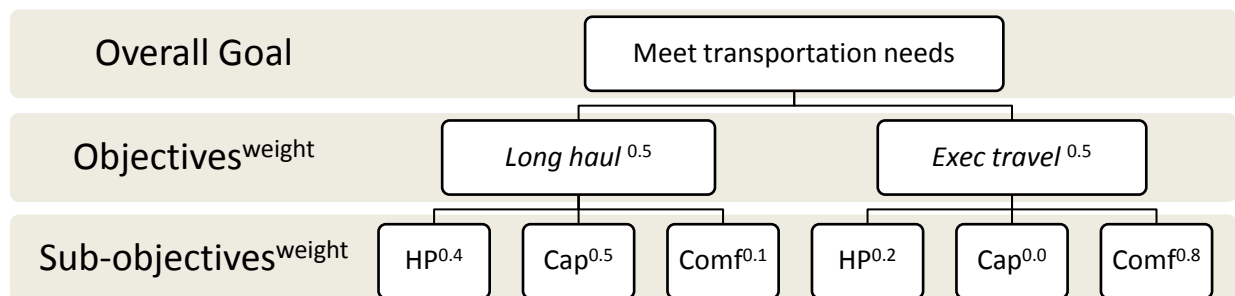 Overall Goal
Meet transportation needs
Objectives^weight
Long haul ^0.5
Exec travel ^0.5
Sub-objectives^weight
HP^0.4
Cap^0.5
Comf^0.1
HP^0.2
Cap^0.0
Comf^0.8